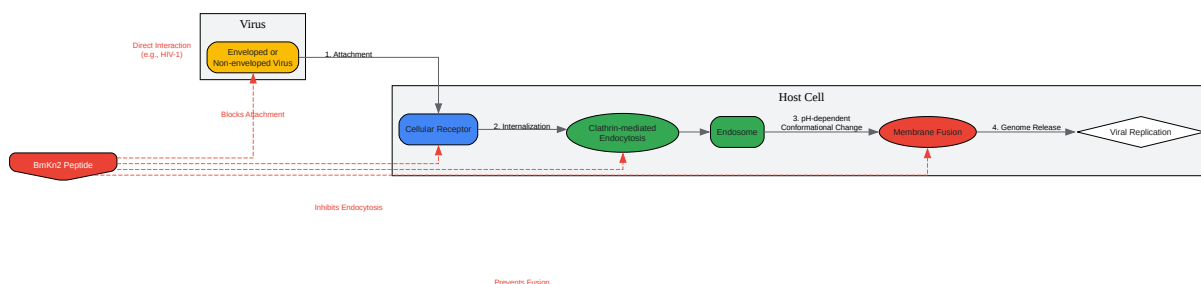 Virus
Direct Interaction
(e.g., HIV-1)
Enveloped or
Non-enveloped Virus
1. Attachment
Blocks Attachment
Host Cell
Cellular Receptor
2. Internalization
Clathrin-mediated
Endocytosis
Endosome
3. pH-dependent
Conformational Change
Membrane Fusion
4. Genome Release
Viral Replication
BmKn2 Peptide
Inhibits Endocytosis
Prevents Fusion